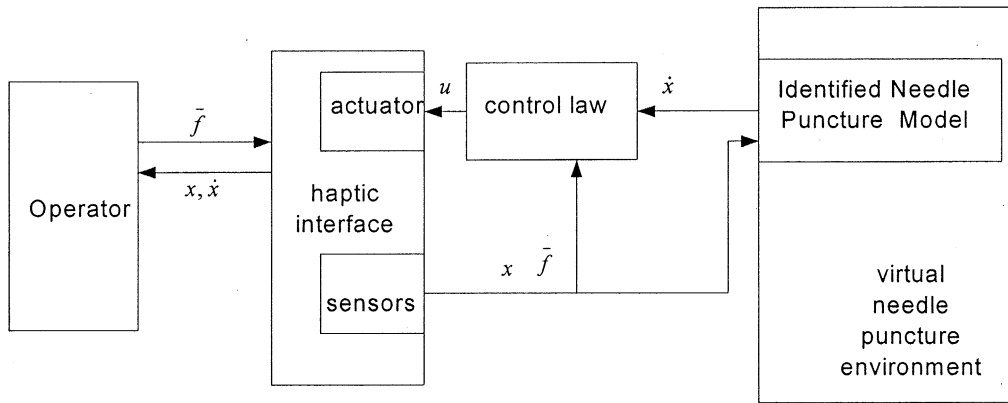 Operator
f̄
x, ẋ
actuator
haptic
interface
sensors
u
control law
x f̄
ẋ
Identified Needle
Puncture Model
virtual
needle
puncture
environment